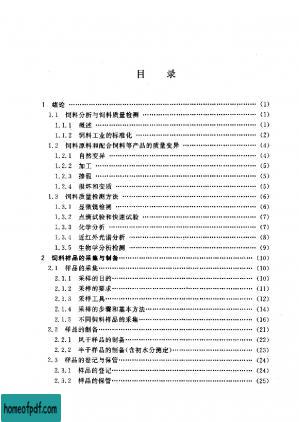 目 录
1 绪论 (1)
1.1 饲料分析与饲料质量检测 (1)
1.1.1 概述 (1)
1.1.2 饲料工业的标准化 (2)
1.2 饲料原料和配合饲料等产品的质量变异 (4)
1.2.1 自然变异 (4)
1.2.2 加工 (5)
1.2.3 掺假 (5)
1.2.4 损坏和变质 (5)
1.3 饲料质量检测方法 (6)
1.3.1 显微镜检测 (6)
1.3.2 点滴试验和快速试验 (7)
1.3.3 化学分析 (7)
1.3.4 近红外光谱分析 (7)
1.3.5 生物学分析检测 (9)
2 饲料样品的采集与制备 (10)
2.1 样品的采集 (10)
2.1.1 采样的目的 (10)
2.1.2 采样的要求 (11)
2.1.3 采样工具 (12)
2.1.4 采样的步骤和基本方法 (14)
2.1.5 不同饲料样品的采集 (16)
2.2 样品的制备 (21)
2.2.1 风干样品的制备 (22)
2.2.2 半干样品的制备(含初水分测定) (24)
2.3 样品的登记与保管 (24)
2.3.1 样品的登记 (24)
2.3.2 样品的保管 (25)
homeofpdf.com
homeofpdf.com